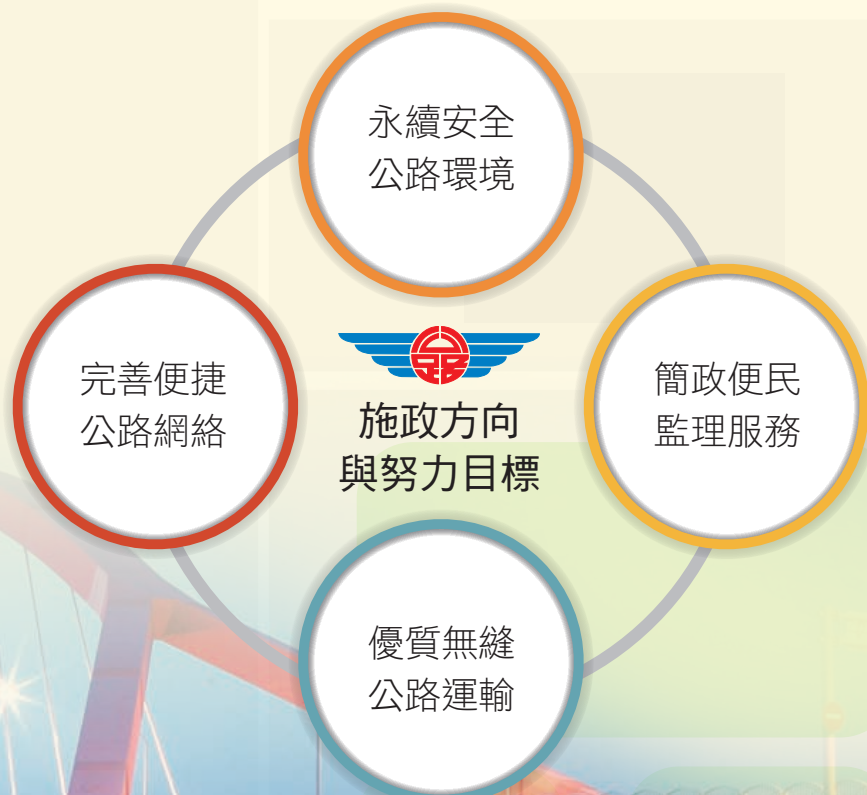 永續安全
公路環境
完善便捷
公路網絡
施政方向
與努力目標
簡政便民
監理服務
優質無縫
公路運輸